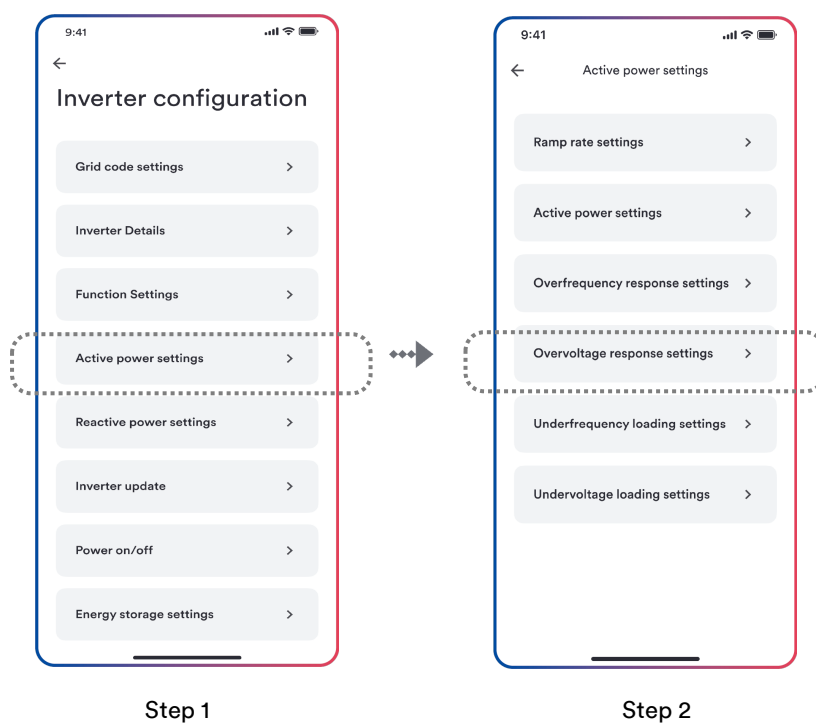 9:41
Inverter configuration
Grid code settings
Inverter Details
Function Settings
Active power settings
Reactive power settings
Inverter update
Power on/off
Energy storage settings
Step 1
9:41
Active power settings
Ramp rate settings
Active power settings
Overfrequency response settings
Overvoltage response settings
Underfrequency loading settings
Undervoltage loading settings
Step 2